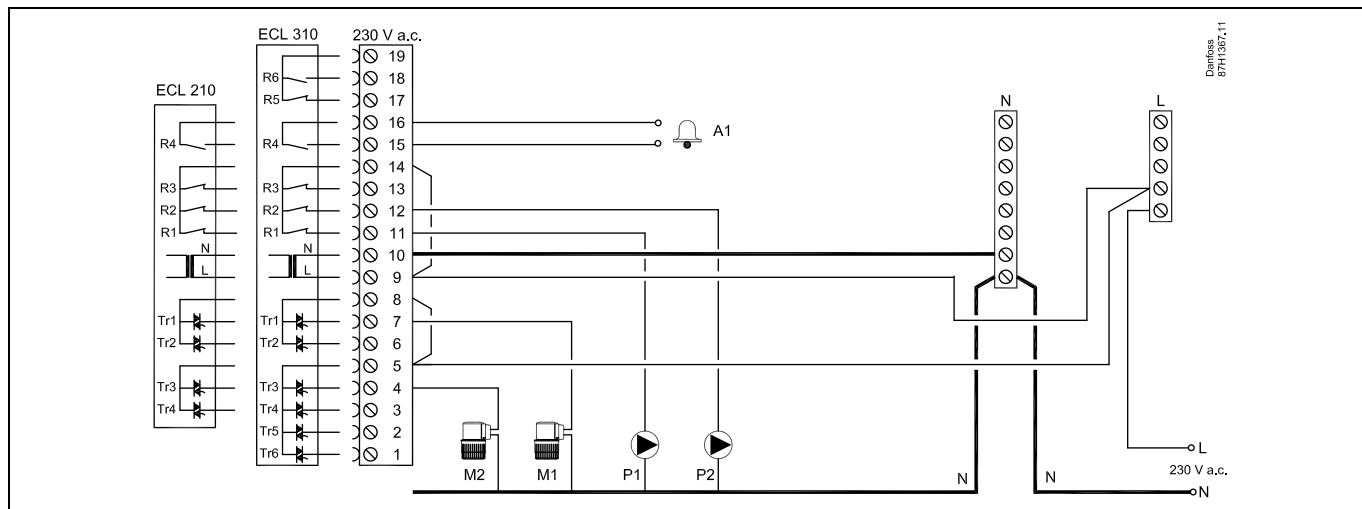 ECL 310
230 V a.c.
ECL 210
19
R6
18
R5
17
16
R4
R4
15
14
R3
R3
13
R2
R2
12
R1
R1
11
N
N
10
L
L
9
8
Tr1
Tr1
7
Tr2
Tr2
6
5
Tr3
Tr3
4
Tr4
Tr4
3
Tr5
2
Tr6
1
A1
N
L
Danfoss
87H1367.11
M2
M1
P1
P2
N
N
L
230 V a.c.
N